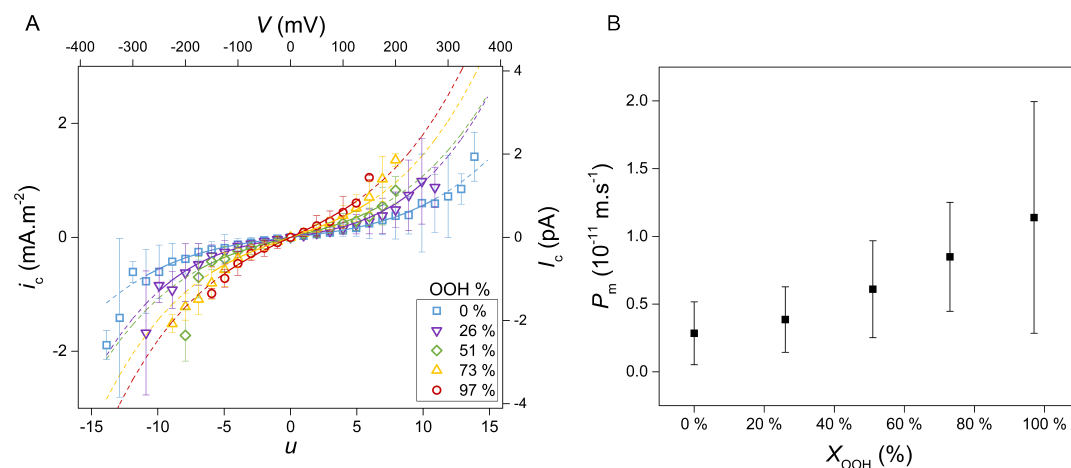 A
V (mV)
-400 -300 -200 -100 0 100 200 300 400
2
0
-2
i_c (mA.m⁻²)
4
2
0
-2
-4
I_c (pA)
OOH %
0 %
26 %
51 %
73 %
97 %
-15 -10 -5 0 5 10 15
u
B
2.0
1.5
1.0
0.5
0.0
P_m (10⁻¹¹ m.s⁻¹)
0 % 20 % 40 % 60 % 80 % 100 %
X_OOH (%)